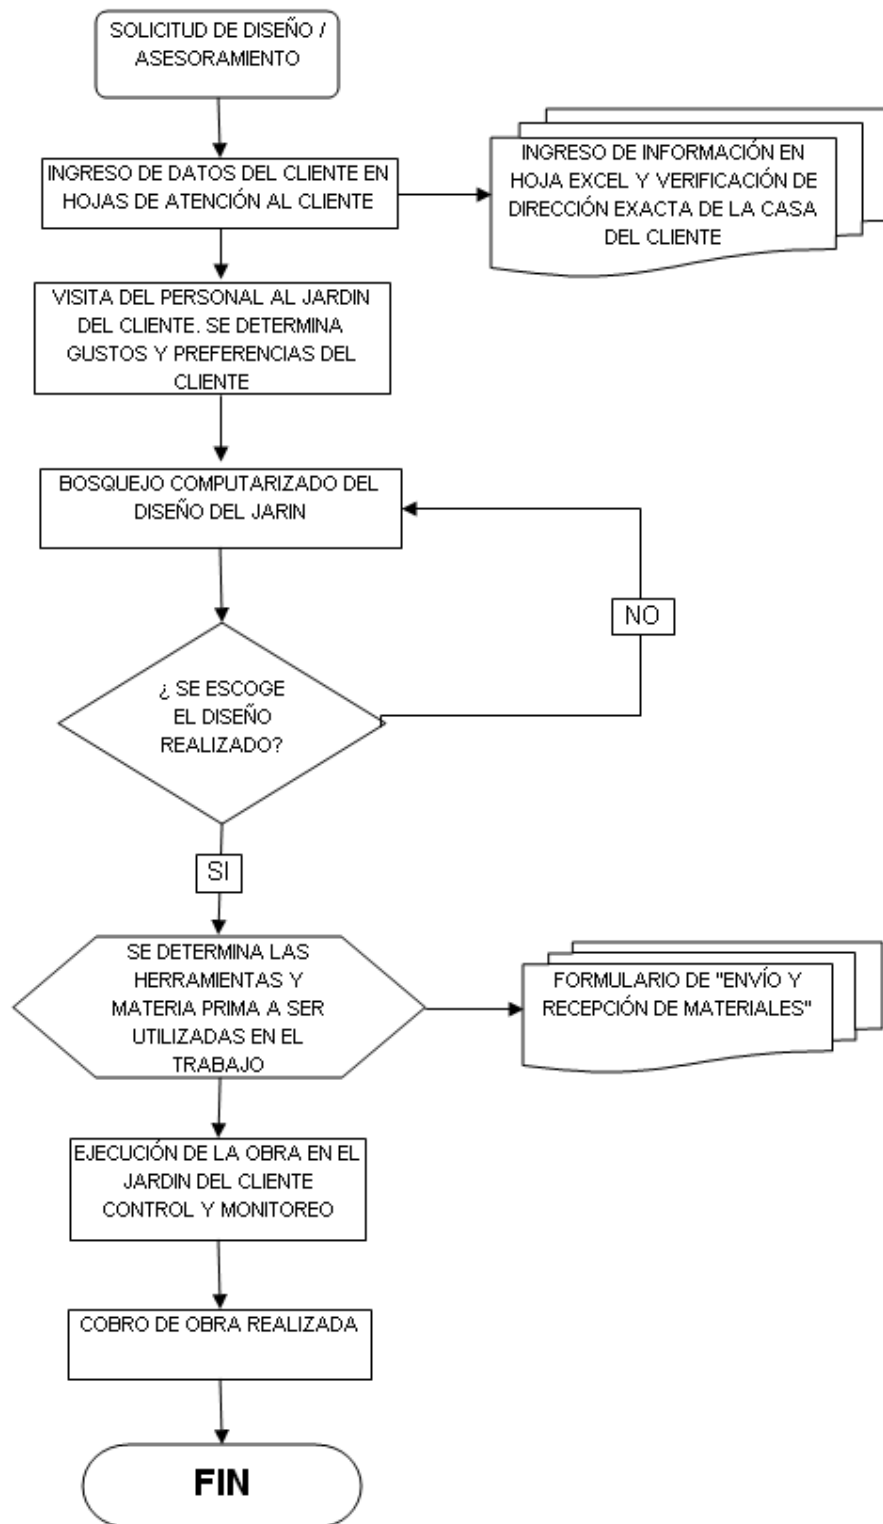 SOLICITUD DE DISEÑO /
ASESORAMIENTO
INGRESO DE DATOS DEL CLIENTE EN
HOJAS DE ATENCIÓN AL CLIENTE
INGRESO DE INFORMACIÓN EN
HOJA EXCEL Y VERIFICACIÓN DE
DIRECCIÓN EXACTA DE LA CASA
DEL CLIENTE
VISITA DEL PERSONAL AL JARDIN
DEL CLIENTE. SE DETERMINA
GUSTOS Y PREFERENCIAS DEL
CLIENTE
BOSQUEJO COMPUTARIZADO DEL
DISEÑO DEL JARIN
NO
¿ SE ESCOGE
EL DISEÑO
REALIZADO?
SI
SE DETERMINA LAS
HERRAMIENTAS Y
MATERIA PRIMA A SER
UTILIZADAS EN EL
TRABAJO
FORMULARIO DE "ENVÍO Y
RECEPCIÓN DE MATERIALES"
EJECUCIÓN DE LA OBRA EN EL
JARDIN DEL CLIENTE
CONTROL Y MONITOREO
COBRO DE OBRA REALIZADA
FIN